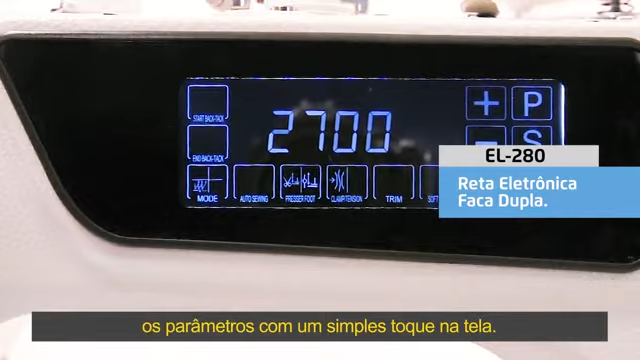 START BACK-TACK
2700
+ P
END BACK-TACK
- S
EL-280
Reta Eletrônica
Faca Dupla.
MODE
AUTO SEWING
PRESSER FOOT
CLAMP/TENSION
TRIM
SOFT
os parâmetros com um simples toque na tela.